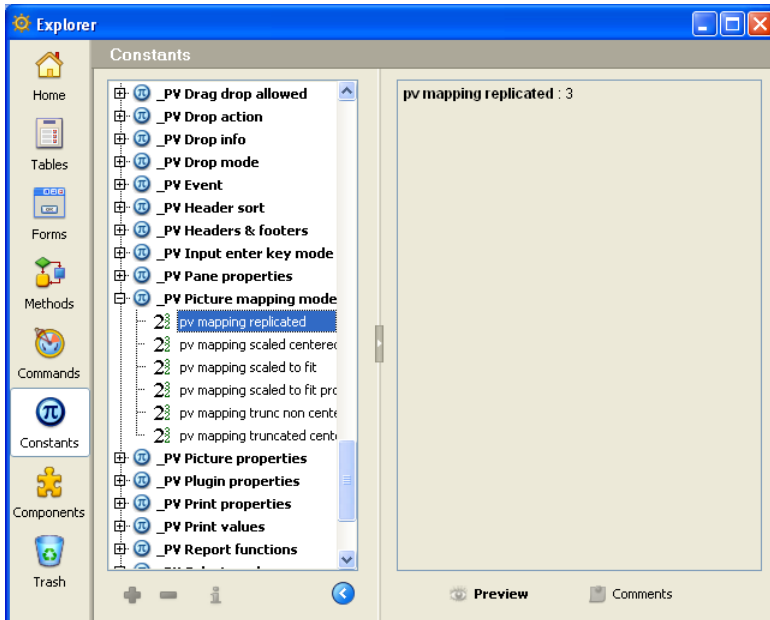 Explorer
Constants
Home
Tables
Forms
Methods
Commands
Constants
Components
Trash
_PV Drag drop allowed
_PV Drop action
_PV Drop info
_PV Drop mode
_PV Event
_PV Header sort
_PV Headers & footers
_PV Input enter key mode
_PV Pane properties
_PV Picture mapping mode
pv mapping replicated
pv mapping scaled centered
pv mapping scaled to fit
pv mapping scaled to fit pro
pv mapping trunc non cente
pv mapping truncated cent
_PV Picture properties
_PV Plugin properties
_PV Print properties
_PV Print values
_PV Report functions
pv mapping replicated : 3
Preview
Comments